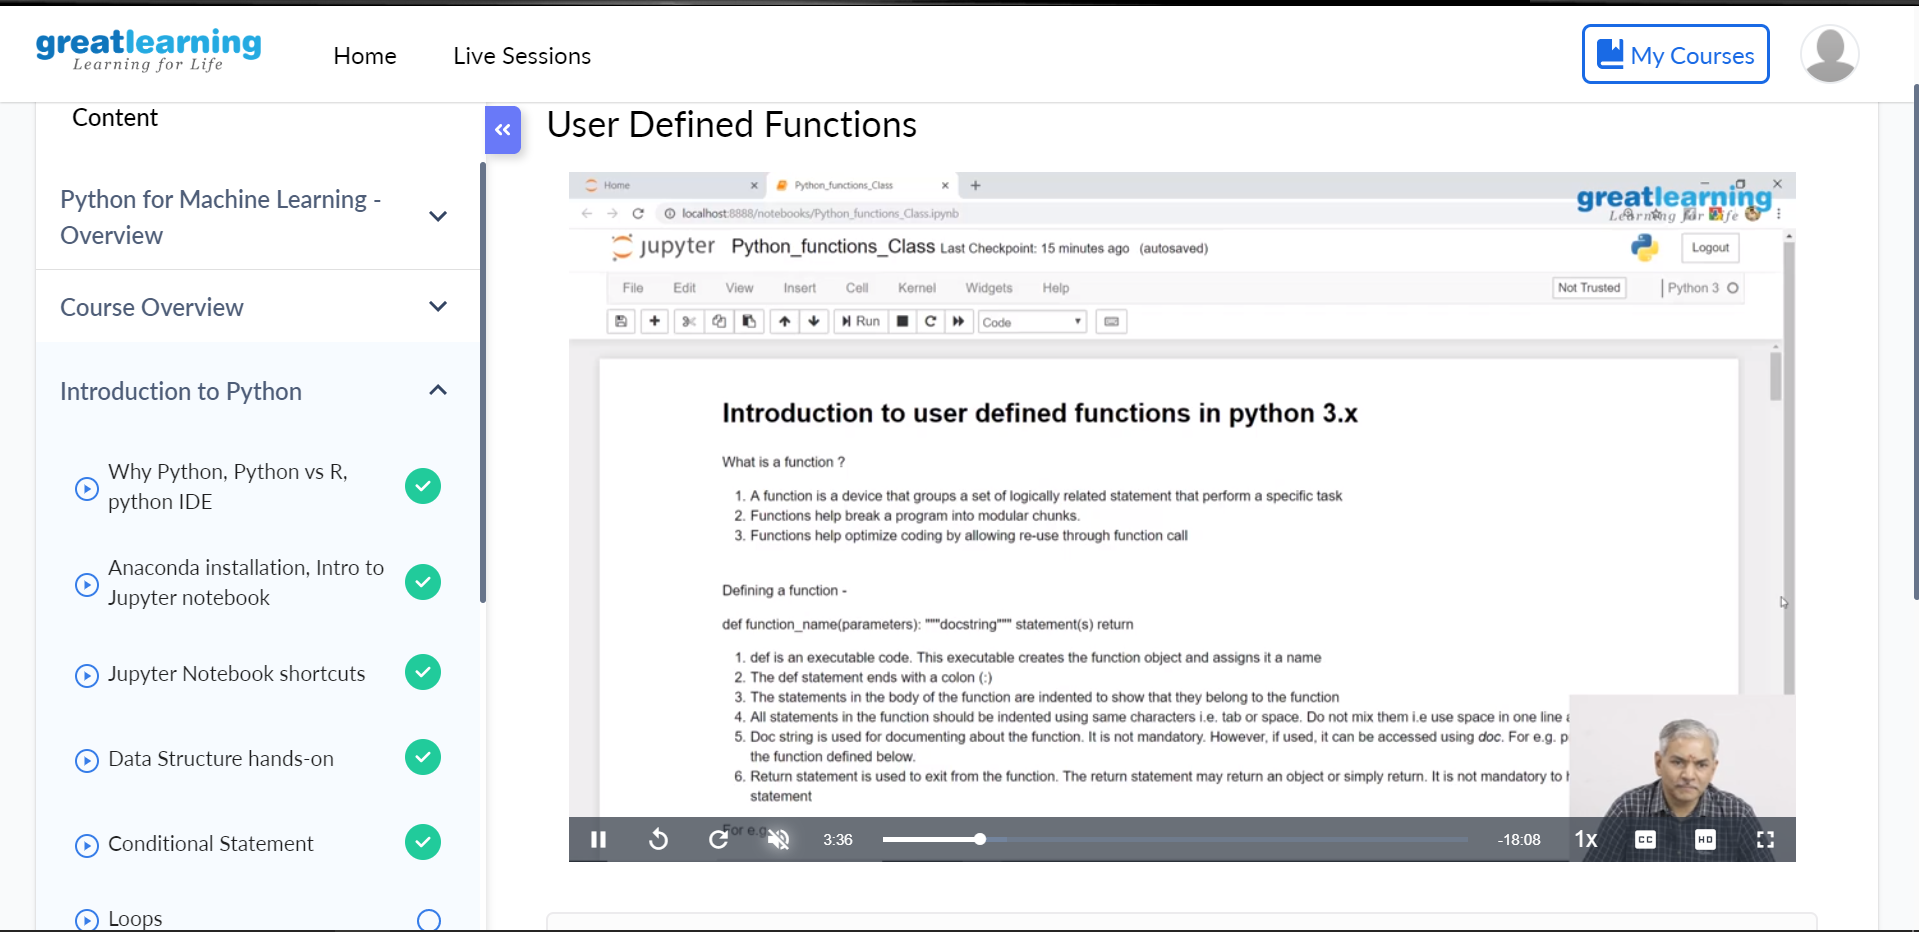 greatlearning
Learning for Life
Home
Live Sessions
My Courses
Content
Python for Machine Learning -
Overview
Course Overview
Introduction to Python
Why Python, Python vs R,
python IDE
Anaconda installation, Intro to
Jupyter notebook
Jupyter Notebook shortcuts
Data Structure hands-on
Conditional Statement
Loops
User Defined Functions
Home
Python_functions_Class
localhost:8888/notebooks/Python_functions_Class.ipynb
greatlearning
Learning for Life
jupyter Python_functions_Class Last Checkpoint: 15 minutes ago (autosaved)
Logout
File Edit View Insert Cell Kernel Widgets Help
Not Trusted
Python 3
Run
Code
Introduction to user defined functions in python 3.x
What is a function ?
1. A function is a device that groups a set of logically related statement that perform a specific task
2. Functions help break a program into modular chunks.
3. Functions help optimize coding by allowing re-use through function call
Defining a function -
def function_name(parameters): """docstring""" statement(s) return
1. def is an executable code. This executable creates the function object and assigns it a name
2. The def statement ends with a colon (:)
3. The statements in the body of the function are indented to show that they belong to the function
4. All statements in the function should be indented using same characters i.e. tab or space. Do not mix them i.e use space in one line
5. Doc string is used for documenting about the function. It is not mandatory. However, if used, it can be accessed using doc. For e.g. p
the function defined below.
6. Return statement is used to exit from the function. The return statement may return an object or simply return. It is not mandatory to
statement
For e.g.
3:36
-18:08
1x
CC
HD